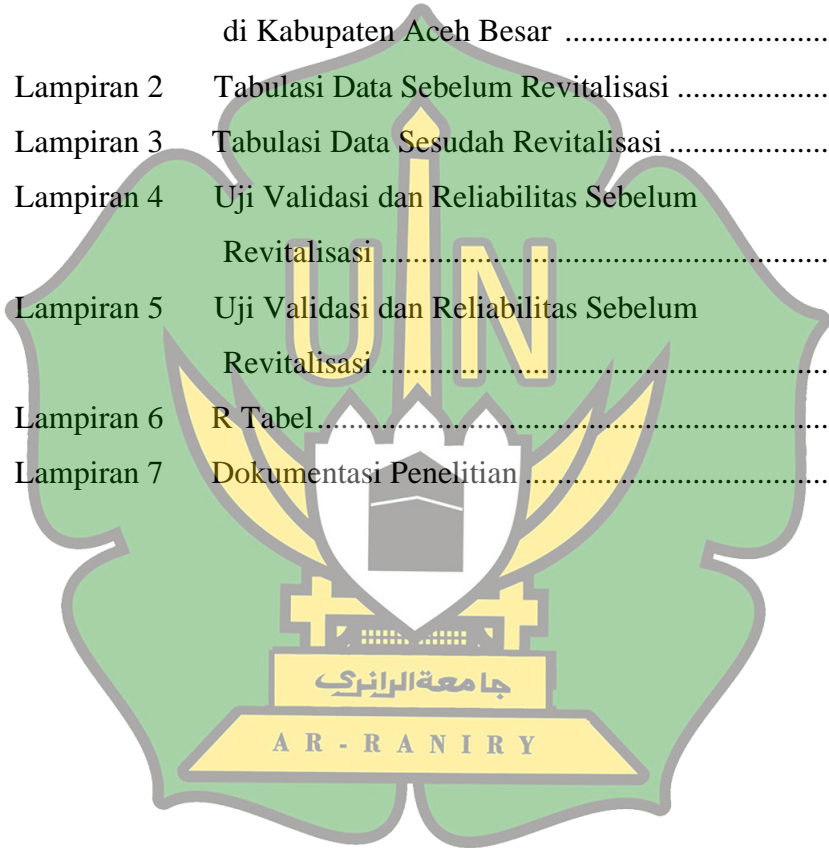 di Kabupaten Aceh Besar ..............................
Lampiran 2 Tabulasi Data Sebelum Revitalisasi ..................
Lampiran 3 Tabulasi Data Sesudah Revitalisasi ...................
Lampiran 4 Uji Validasi dan Reliabilitas Sebelum
Revitalisasi .....................................................
Lampiran 5 Uji Validasi dan Reliabilitas Sebelum
Revitalisasi .....................................................
Lampiran 6 R Tabel............................................................
Lampiran 7 Dokumentasi Penelitian ...................................
UIN
جامعةالرانري
AR-RANIRY